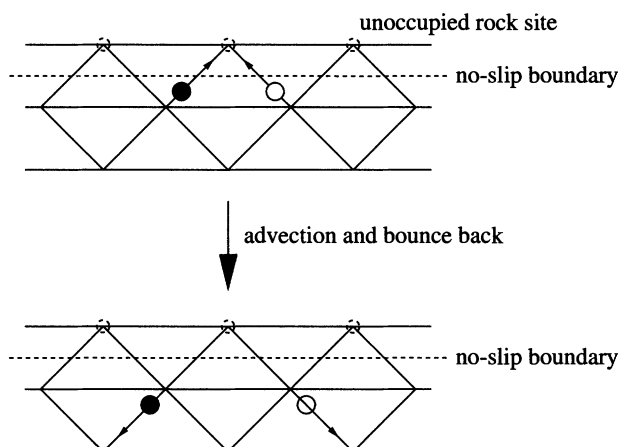 unoccupied rock site
no-slip boundary
advection and bounce back
no-slip boundary